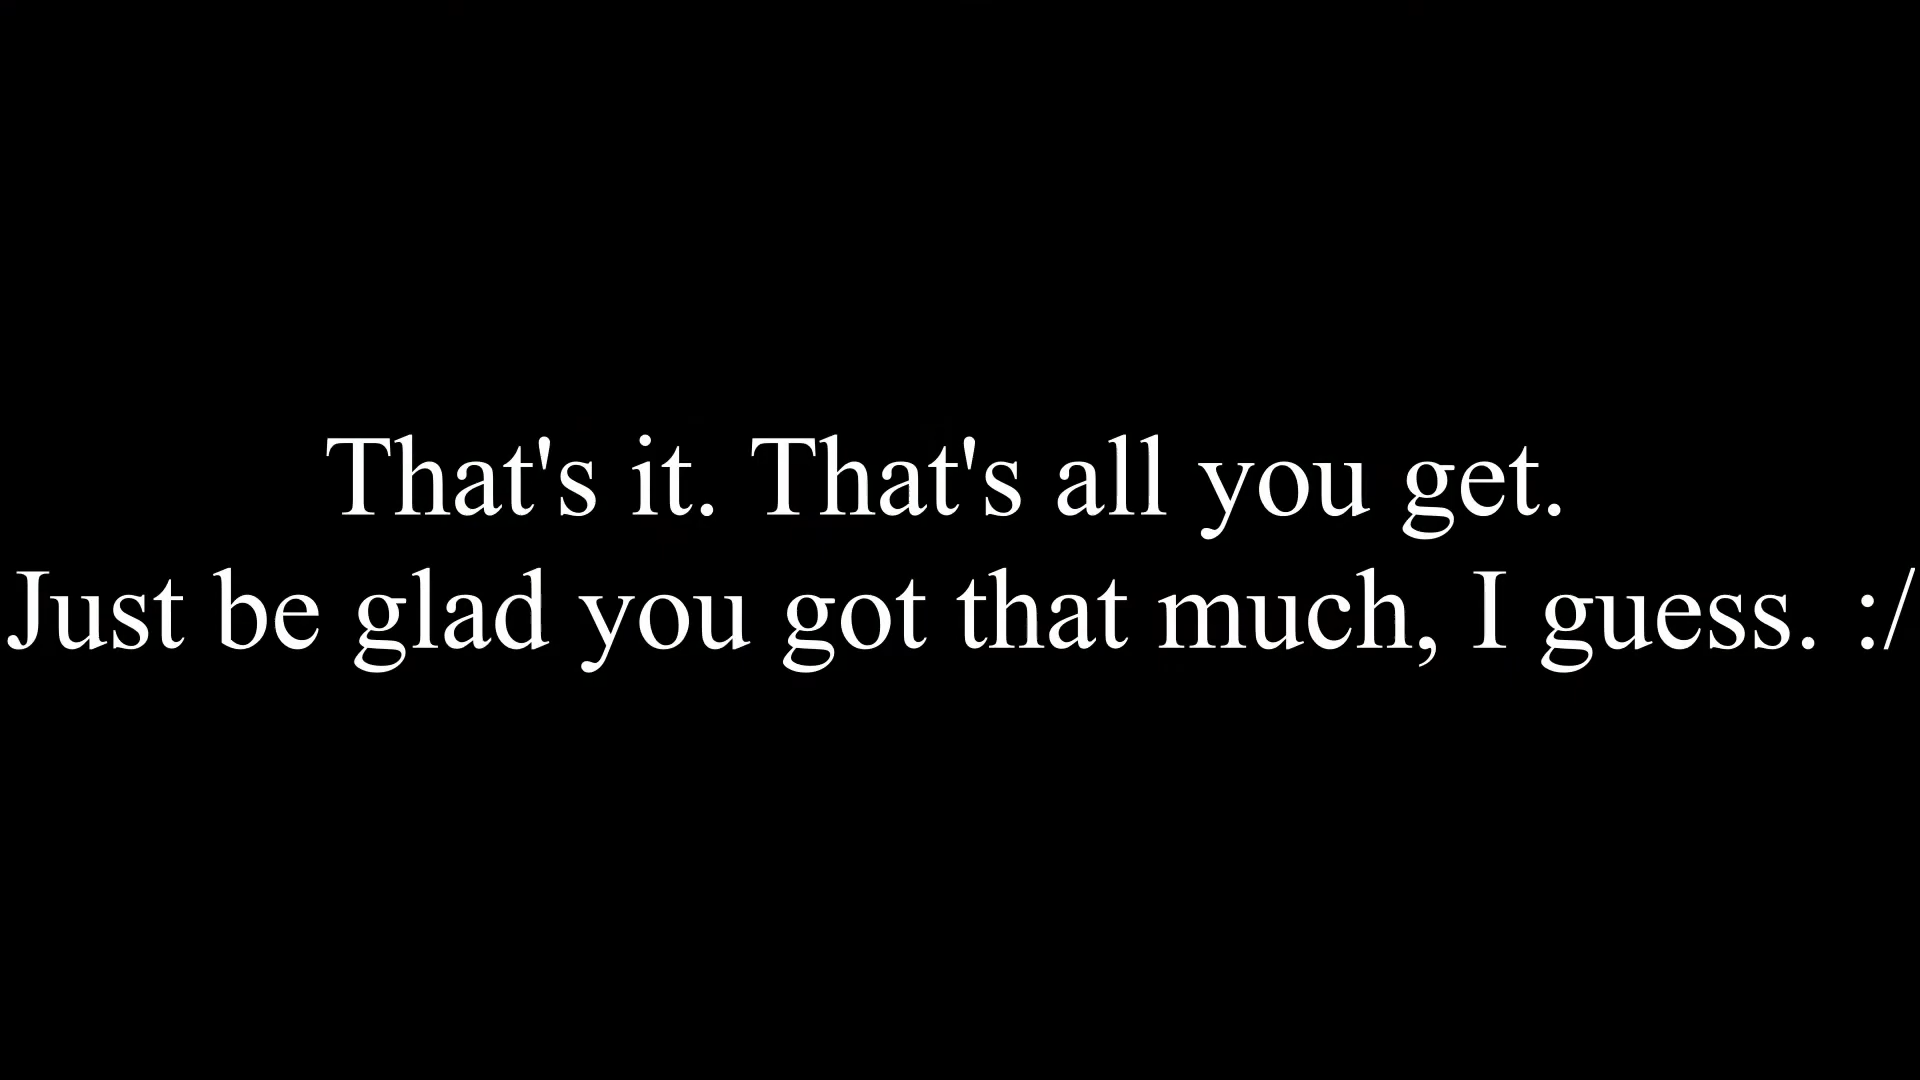 That's it. That's all you get.
Just be glad you got that much, I guess. :/